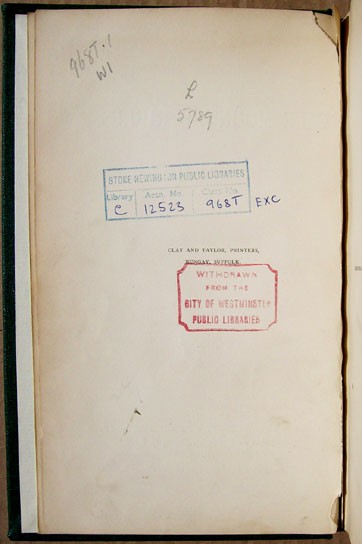 968T.1
W1
L
5789
STOKE NEWINGTON PUBLIC LIBRARIES
Library Accn. No. Class No.
C 12523 968T EXC
CLAY AND TAYLOR, PRINTERS,
BUNGAY, SUFFOLK.
WITHDRAWN
FROM THE
CITY OF WESTMINSTER
PUBLIC LIBRARIES